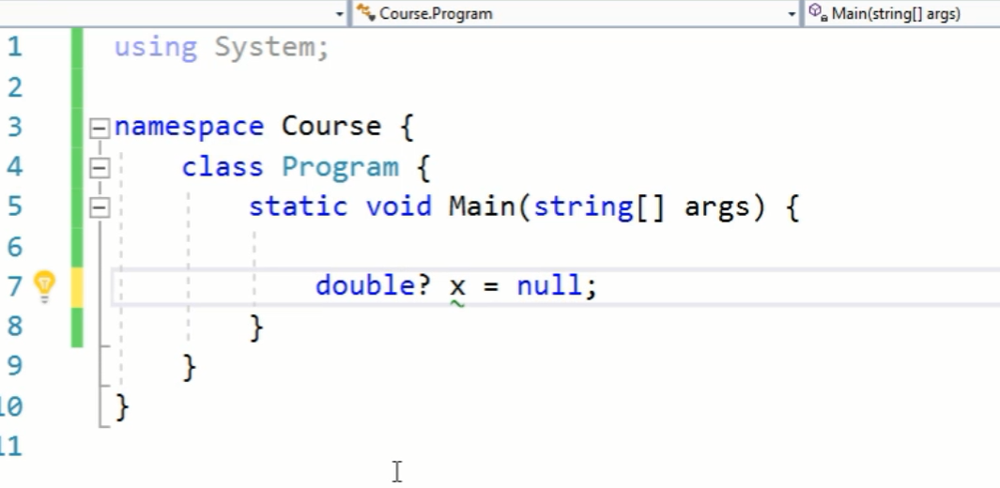 Course.Program Main(string[] args)
1 using System;
2
3 namespace Course {
4 class Program {
5 static void Main(string[] args) {
6
7 double? x = null;
8 }
9 }
10 }
11